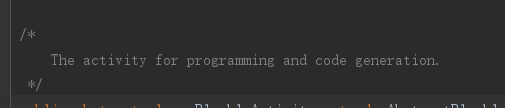 /*
The activity for programming and code generation.
*/